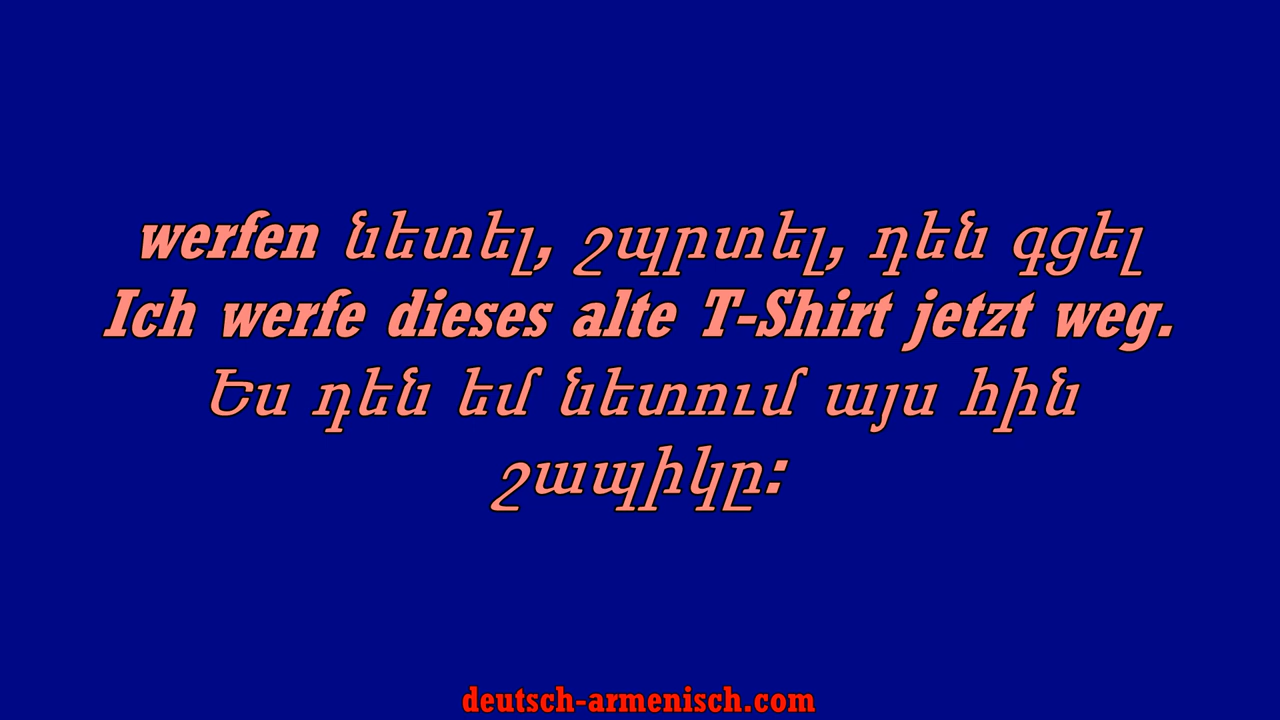 werfen նետել, շպրտել, դեն գցել
Ich werfe dieses alte T-Shirt jetzt weg.
Ես դեն եմ նետում այս հին
շապիկը:
deutsch-armenisch.com